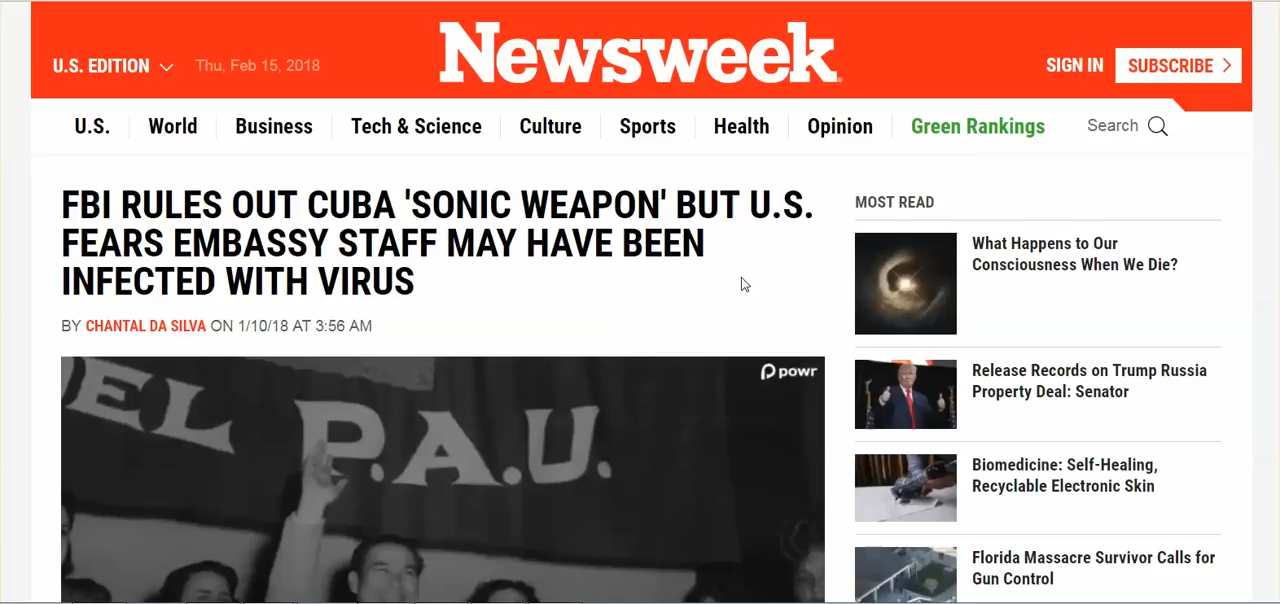 Newsweek
U.S. EDITION
Thu, Feb 15, 2018
SIGN IN
SUBSCRIBE
U.S.
World
Business
Tech & Science
Culture
Sports
Health
Opinion
Green Rankings
Search
FBI RULES OUT CUBA 'SONIC WEAPON' BUT U.S.
FEARS EMBASSY STAFF MAY HAVE BEEN
INFECTED WITH VIRUS
BY CHANTAL DA SILVA ON 1/10/18 AT 3:56 AM
powr
EL P.A.U.
MOST READ
What Happens to Our
Consciousness When We Die?
Release Records on Trump Russia
Property Deal: Senator
Biomedicine: Self-Healing,
Recyclable Electronic Skin
Florida Massacre Survivor Calls for
Gun Control